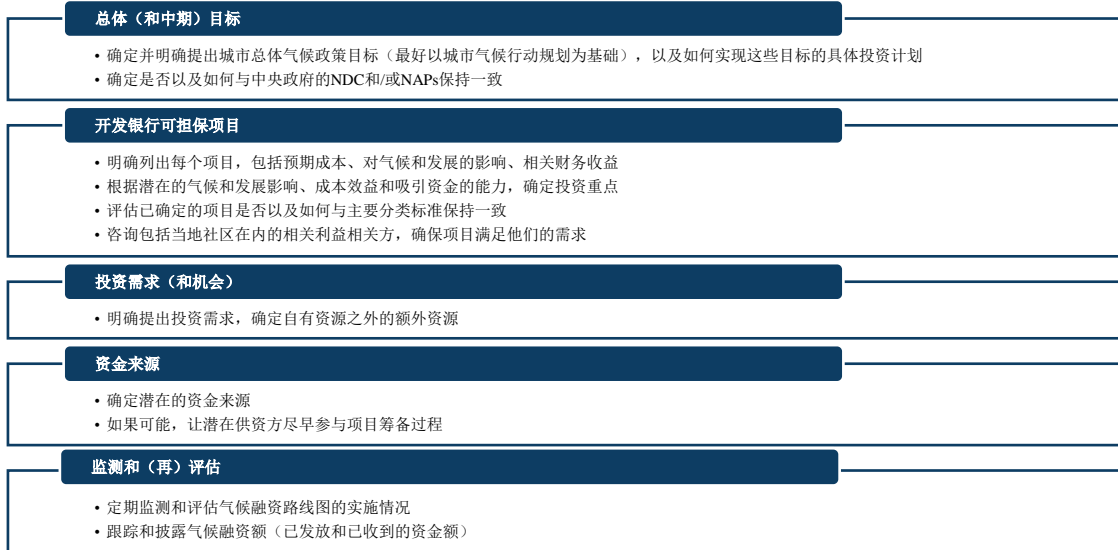 总体（和中期）目标
• 确定并明确提出城市总体气候政策目标（最好以城市气候行动规划为基础），以及如何实现这些目标的具体投资计划
• 确定是否以及如何与中央政府的NDC和/或NAPs保持一致
开发银行可担保项目
• 明确列出每个项目，包括预期成本、对气候和发展的影响、相关财务收益
• 根据潜在的气候和发展影响、成本效益和吸引资金的能力，确定投资重点
• 评估已确定的项目是否以及如何与主要分类标准保持一致
• 咨询包括当地社区在内的相关利益相关方，确保项目满足他们的需求
投资需求（和机会）
• 明确提出投资需求，确定自有资源之外的额外资源
资金来源
• 确定潜在的资金来源
• 如果可能，让潜在供资方尽早参与项目筹备过程
监测和（再）评估
• 定期监测和评估气候融资路线图的实施情况
• 跟踪和披露气候融资额（已发放和已收到的资金额）